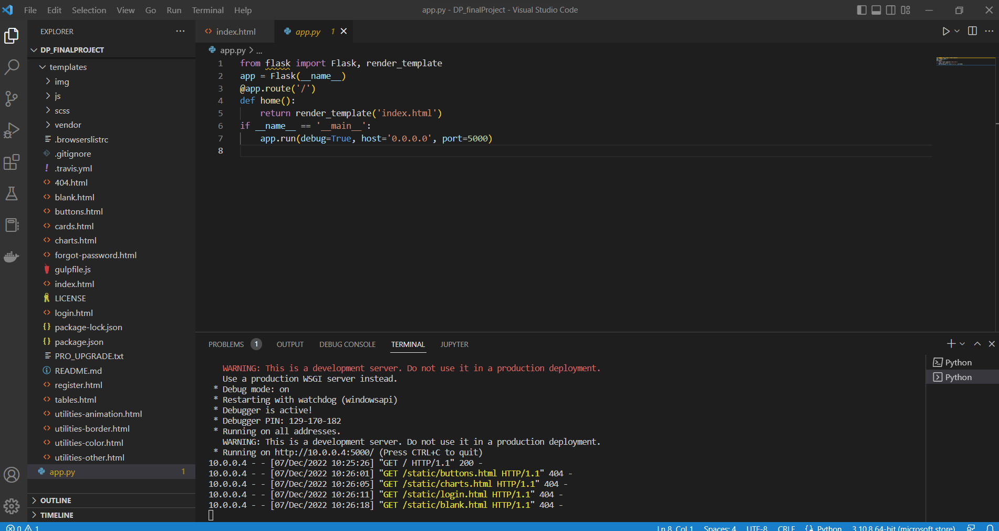 File Edit Selection View Go Run Terminal Help
app.py - DP_finalProject - Visual Studio Code
EXPLORER
DP_FINALPROJECT
templates
img
js
scss
vendor
.browserslistrc
.gitignore
.travis.yml
404.html
blank.html
buttons.html
cards.html
charts.html
forgot-password.html
gulpfile.js
index.html
LICENSE
login.html
package-lock.json
package.json
PRO_UPGRADE.txt
README.md
register.html
tables.html
utilities-animation.html
utilities-border.html
utilities-color.html
utilities-other.html
app.py 1
OUTLINE
TIMELINE
index.html app.py 1
app.py > ...
1 from flask import Flask, render_template
2 app = Flask(__name__)
3 @app.route('/')
4 def home():
5 return render_template('index.html')
6 if __name__ == '__main__':
7 app.run(debug=True, host='0.0.0.0', port=5000)
8
PROBLEMS 1 OUTPUT DEBUG CONSOLE TERMINAL JUPYTER
WARNING: This is a development server. Do not use it in a production deployment.
Use a production WSGI server instead.
* Debug mode: on
* Restarting with watchdog (windowsapi)
* Debugger is active!
* Debugger PIN: 129-170-182
* Running on all addresses.
WARNING: This is a development server. Do not use it in a production deployment.
* Running on http://10.0.0.4:5000/ (Press CTRL+C to quit)
10.0.0.4 - - [07/Dec/2022 10:25:26] "GET / HTTP/1.1" 200 -
10.0.0.4 - - [07/Dec/2022 10:26:01] "GET /static/buttons.html HTTP/1.1" 404 -
10.0.0.4 - - [07/Dec/2022 10:26:05] "GET /static/charts.html HTTP/1.1" 404 -
10.0.0.4 - - [07/Dec/2022 10:26:11] "GET /static/login.html HTTP/1.1" 404 -
10.0.0.4 - - [07/Dec/2022 10:26:18] "GET /static/blank.html HTTP/1.1" 404 -
Python
Python
0 1 Ln 8, Col 1 Spaces: 4 UTF-8 CRLF Python 3.10.8 64-bit (microsoft store)